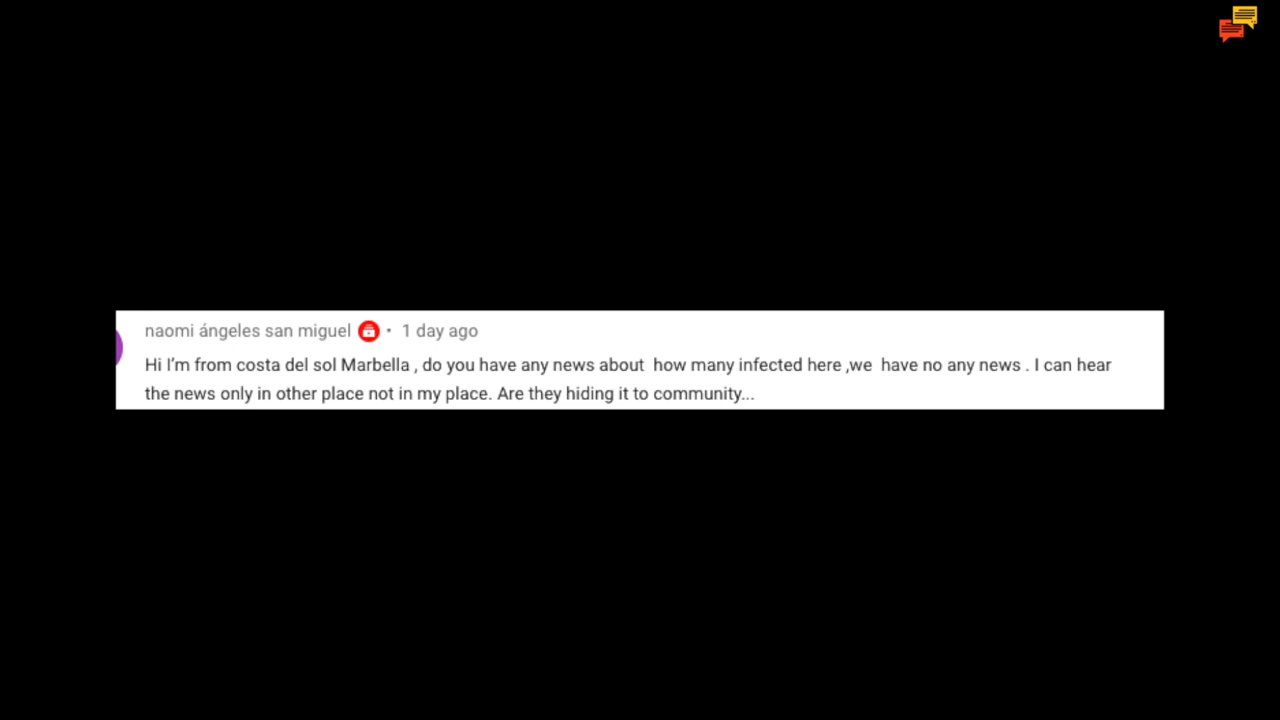 naomi ángeles san miguel • 1 day ago
Hi I’m from costa del sol Marbella , do you have any news about  how many infected here ,we  have no any news . I can hear
the news only in other place not in my place. Are they hiding it to community...